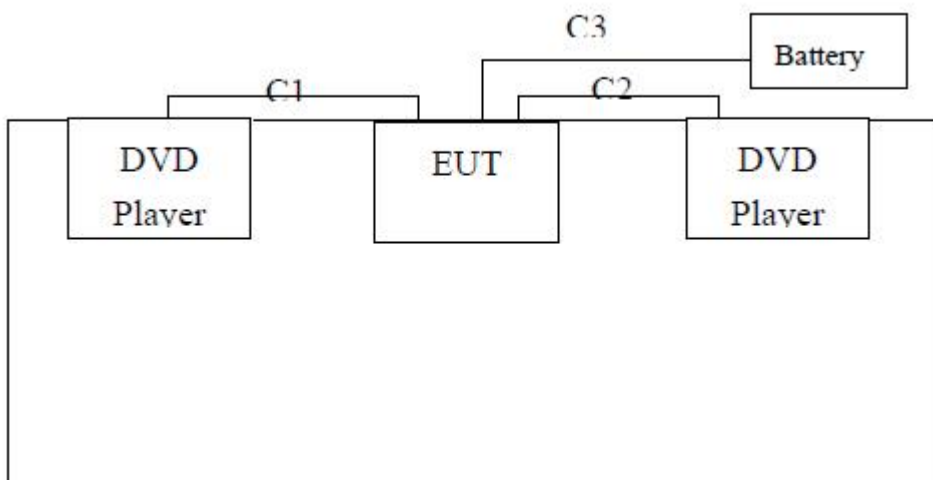 C3
Battery
C1
C2
DVD
Player
EUT
DVD
Player